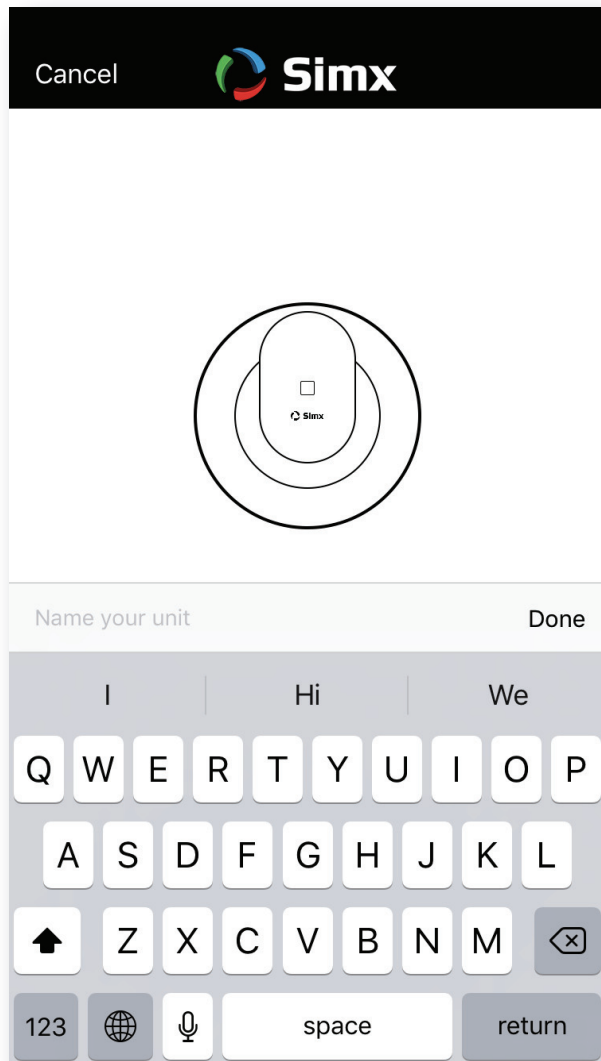 Cancel
Simx
Simx
Name your unit
Done
I Hi We
Q W E R T Y U I O P
A S D F G H J K L
Z X C V B N M
123 space return